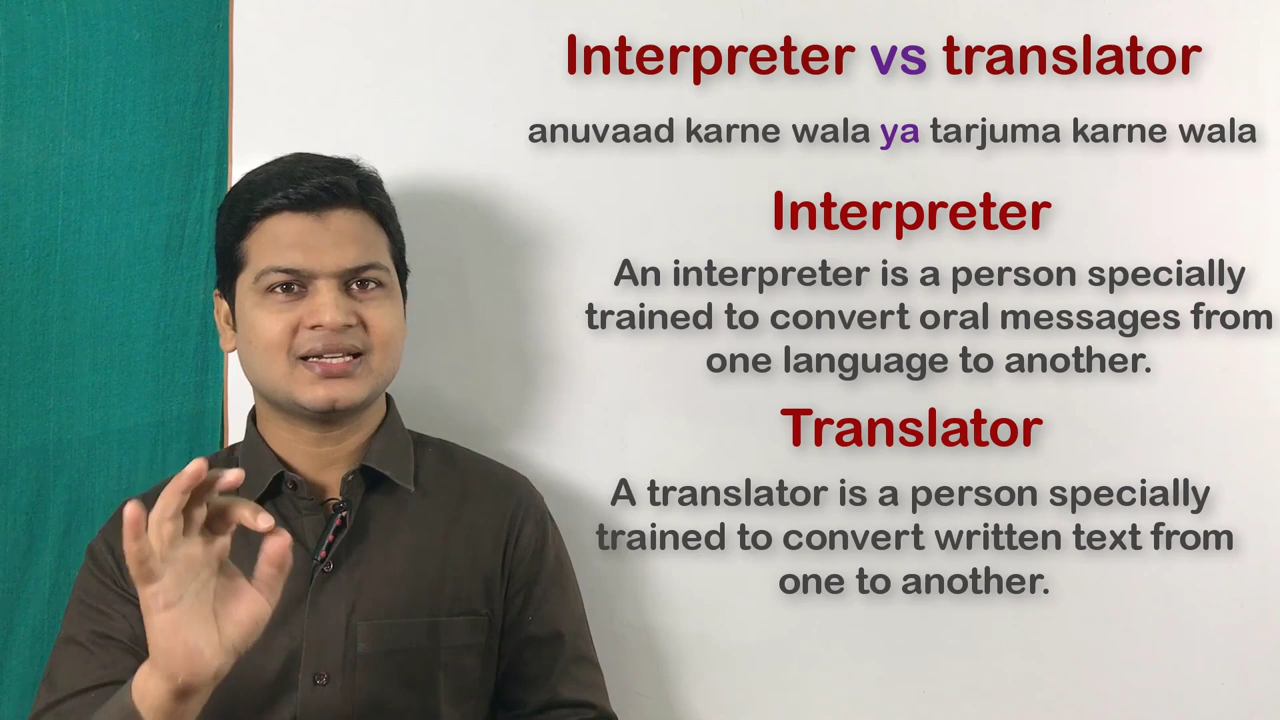 Interpreter vs translator
anuvaad karne wala ya tarjuma karne wala
Interpreter
An interpreter is a person specially
trained to convert oral messages from
one language to another.
Translator
A translator is a person specially
trained to convert written text from
one to another.